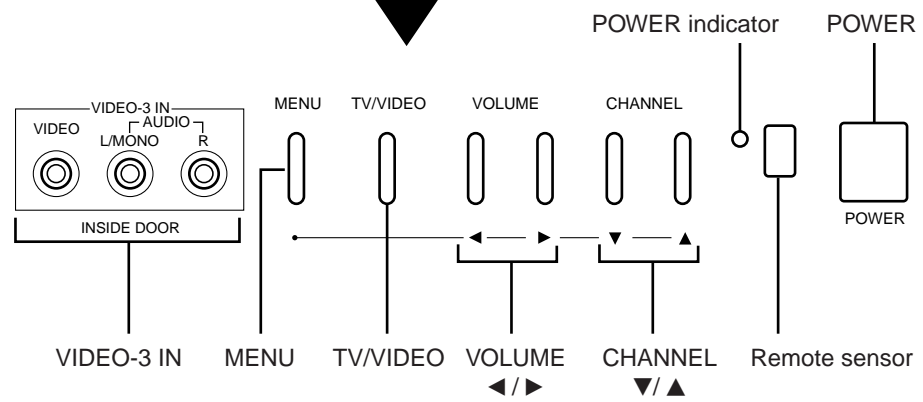 POWER indicator POWER
MENU TV/VIDEO VOLUME CHANNEL
VIDEO-3 IN
VIDEO AUDIO
L/MONO R
POWER
INSIDE DOOR
◀ ▶ ▼ ▲
VIDEO-3 IN MENU TV/VIDEO VOLUME CHANNEL Remote sensor
◀ / ▶ ▼/ ▲